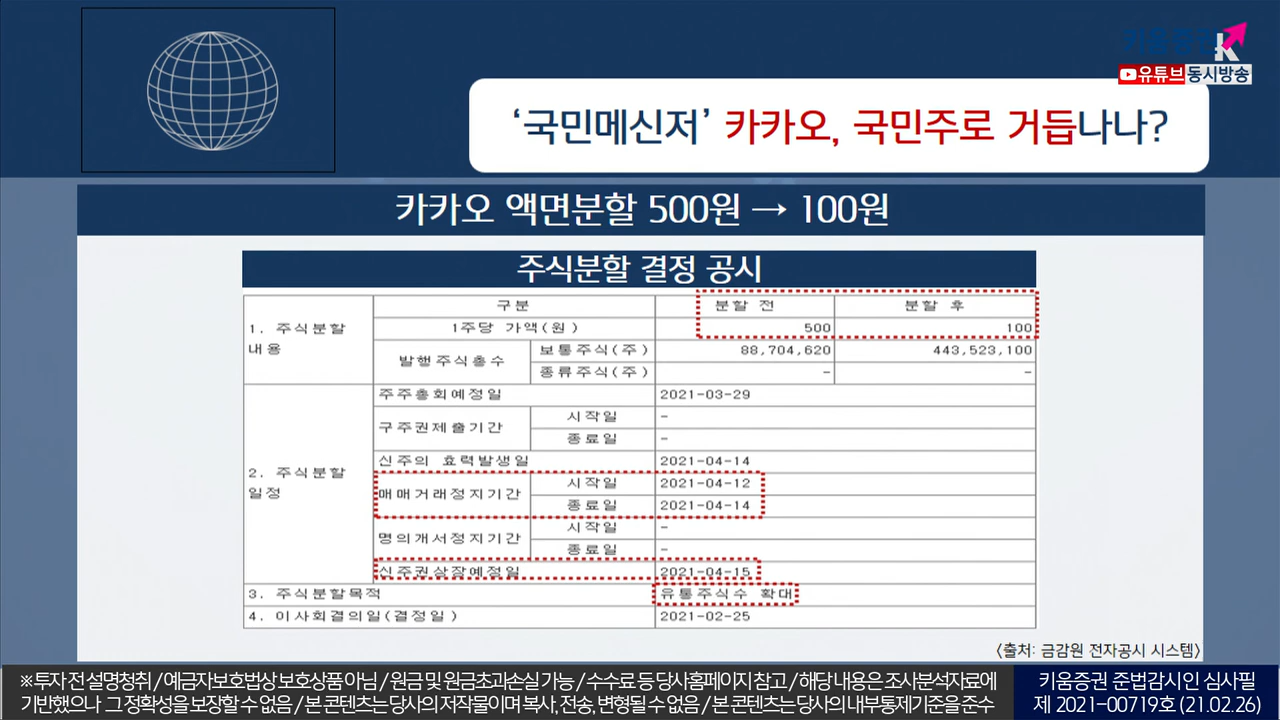 키움증권
유튜브 동시방송
‘국민메신저’ 카카오, 국민주로 거듭나나?
카카오 액면분할 500원 → 100원
주식분할 결정 공시
1. 주식분할 내용
구분 분할 전 분할 후
1주당 가액(원) 500 100
발행주식총수 보통주식(주) 88,704,620 443,523,100
종류주식(주) - -
2. 주식분할 일정
주주총회예정일 2021-03-29
구주권제출기간 시작일 -
종료일 -
신주의 효력발생일 2021-04-14
매매거래정지기간 시작일 2021-04-12
종료일 2021-04-14
명의개서정지기간 시작일 -
종료일 -
신주권상장예정일 2021-04-15
3. 주식분할목적 유통주식수 확대
4. 이사회결의일(결정일) 2021-02-25
<출처: 금감원 전자공시 시스템>
※ 투자 전 설명청취 / 예금자보호법상 보호상품 아님 / 원금 및 원금초과손실 가능 / 수수료 등 당사홈페이지 참고 / 해당 내용은 조사분석자료에
기반했으나 그 정확성을 보장할 수 없음 / 본 콘텐츠는 당사의 저작물이며 복사, 전송, 변형될 수 없음 / 본 콘텐츠는 당사의 내부통제기준을 준수
키움증권 준법감시인 심사필
제 2021-00719호 (21.02.26)